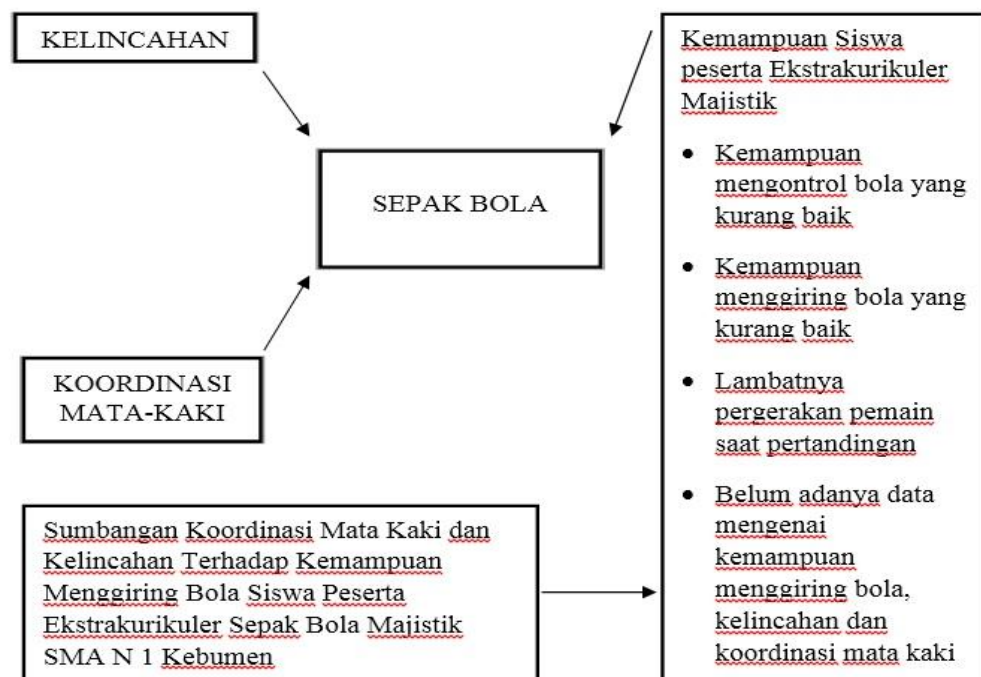 KELINCAHAN
SEPAK BOLA
KOORDINASI
MATA-KAKI
Sumbangan Koordinasi Mata Kaki dan
Kelincahan Terhadap Kemampuan
Menggiring Bola Siswa Peserta
Ekstrakurikuler Sepak Bola Majistik
SMA N 1 Kebumen
Kemampuan Siswa
peserta Ekstrakurikuler
Majistik
• Kemampuan
mengontrol bola yang
kurang baik
• Kemampuan
menggiring bola yang
kurang baik
• Lambatnya
pergerakan pemain
saat pertandingan
• Belum adanya data
mengenai
kemampuan
menggiring bola,
kelincahan dan
koordinasi mata kaki